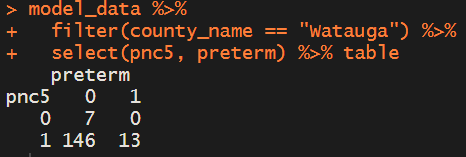 > model_data %>%
+   filter(county_name == "Watauga") %>%
+   select(pnc5, preterm) %>% table
    preterm
pnc5   0   1
   0   7   0
   1 146  13